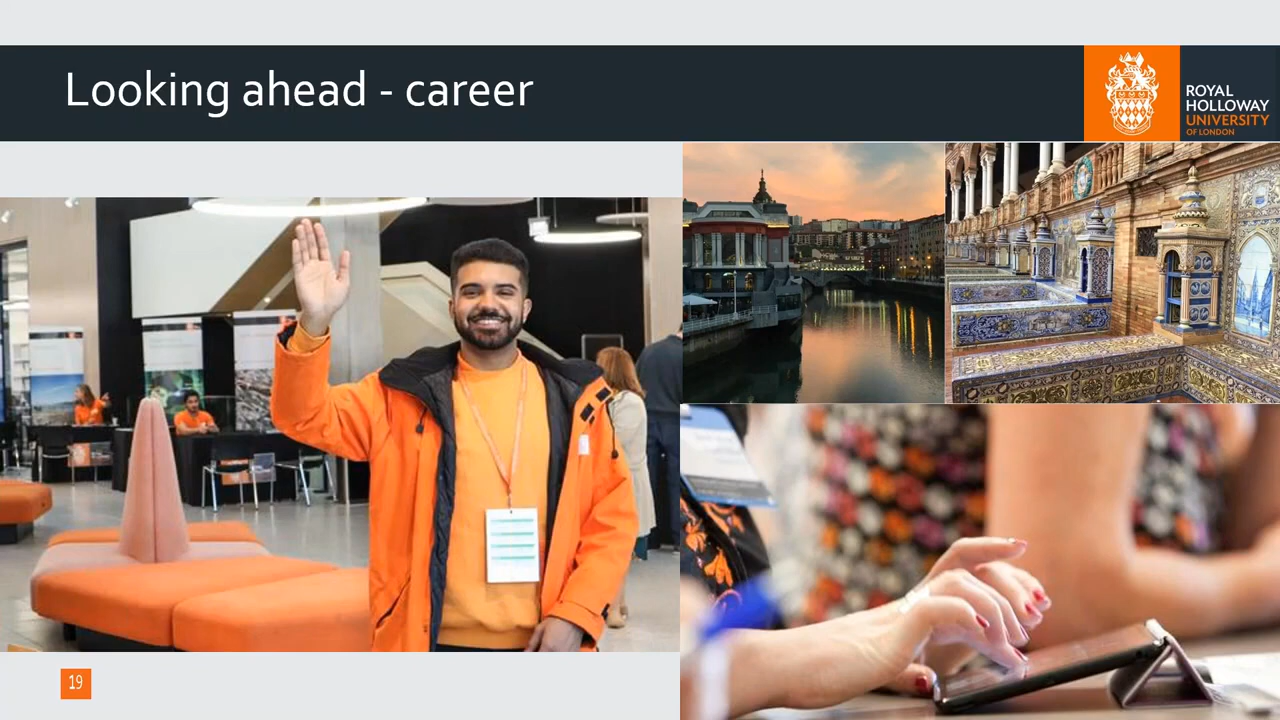 Looking ahead - career
ROYAL
HOLLOWAY
UNIVERSITY
OF LONDON
19